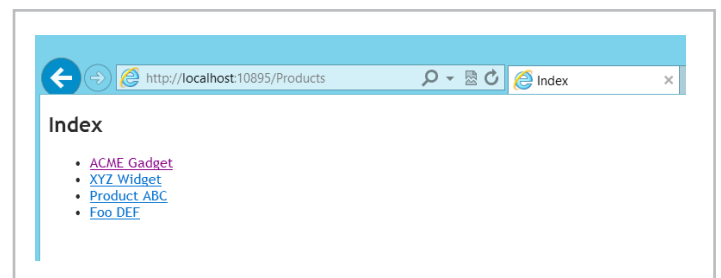 http://localhost:10895/Products
Index
Index
ACME Gadget
XYZ Widget
Product ABC
Foo DEF